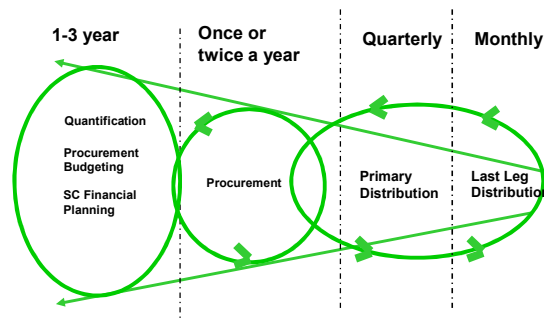 1-3 year
Once or
twice a year
Quarterly
Monthly
Quantification
Procurement
Budgeting
SC Financial
Planning
Procurement
Primary
Distribution
Last Leg
Distribution